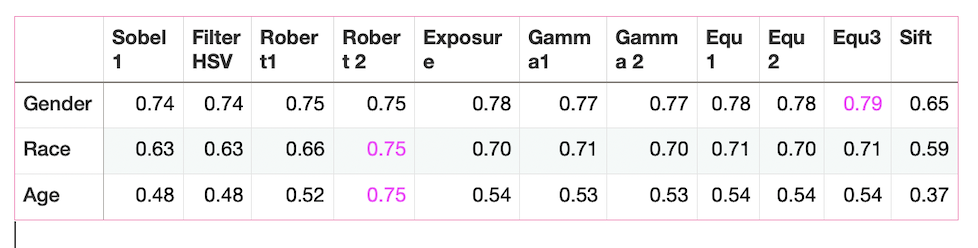 Sobel 1 Filter HSV Robert1 Robert 2 Exposure Gamma1 Gamma 2 Equ 1 Equ 2 Equ3 Sift
Gender 0.74 0.74 0.75 0.75 0.78 0.77 0.77 0.78 0.78 0.79 0.65
Race 0.63 0.63 0.66 0.75 0.70 0.71 0.70 0.71 0.70 0.71 0.59
Age 0.48 0.48 0.52 0.75 0.54 0.53 0.53 0.54 0.54 0.54 0.37